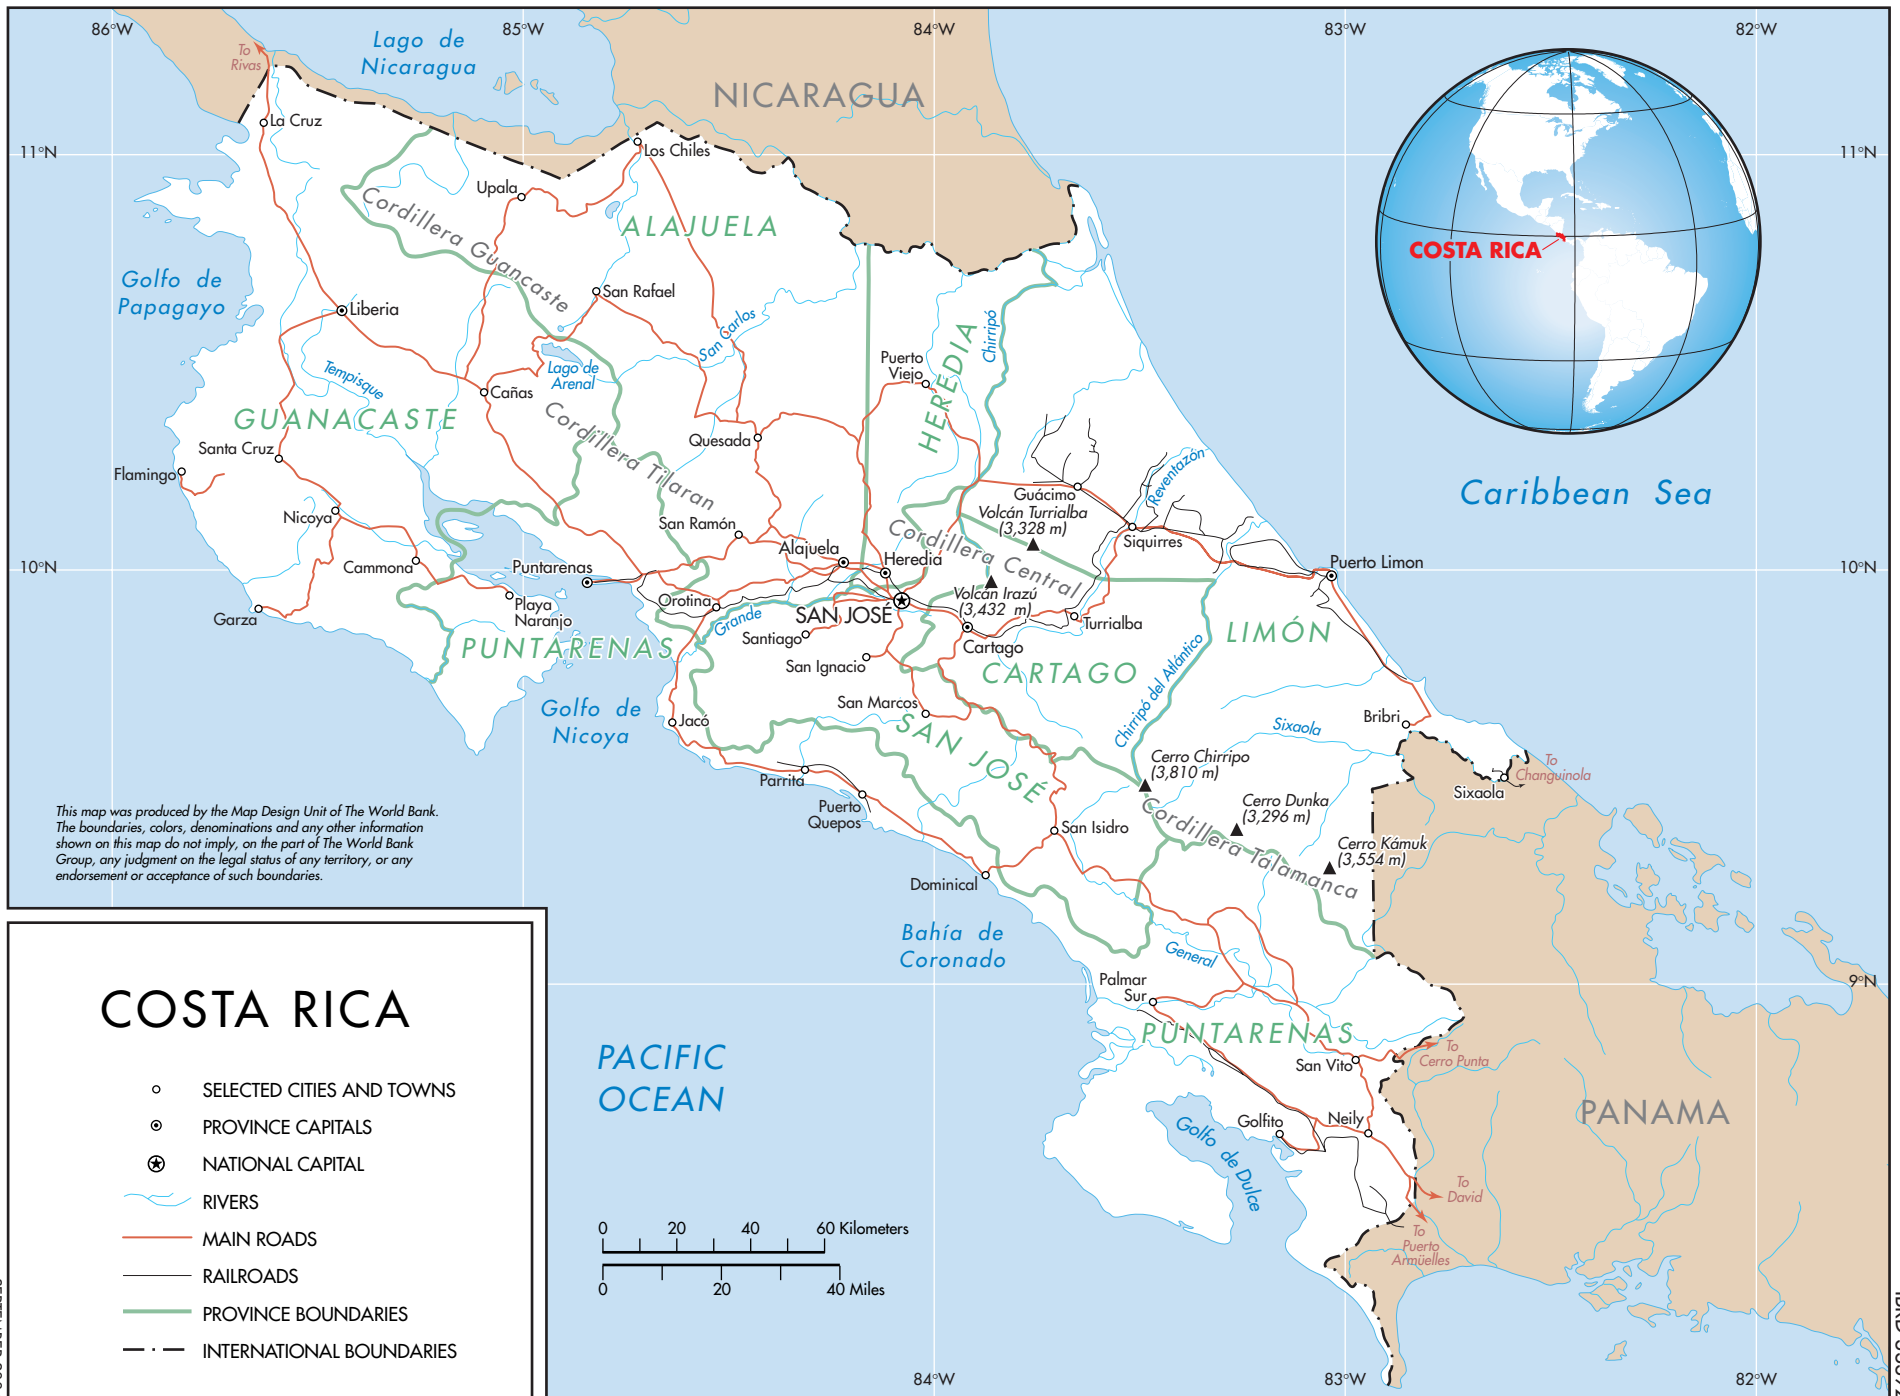 86°W
85°W
84°W
83°W
82°W
To
Rivas
Lago de
Nicaragua
NICARAGUA
La Cruz
Los Chiles
11°N
11°N
Upala
Cordillera Guancaste
ALAJUELA
COSTA RICA
Golfo de
Papagayo
San Rafael
Liberia
San Carlos
Chirripó
HEREDIA
Puerto
Viejo
Tempisque
Lago de
Arenal
Cañas
GUANACASTE
Cordillera Tilaran
Quesada
Santa Cruz
Flamingo
Reventazón
Caribbean Sea
Guácimo
Nicoya
Volcán Turrialba
(3,328 m)
San Ramón
Cordillera Central
Siquirres
Alajuela
Heredia
Puntarenas
Cammona
10°N
10°N
Puerto Limon
Volcán Irazú
(3,432 m)
Orotina
Playa
Naranjo
Garza
Grande
SAN JOSÉ
Turrialba
Santiago
LIMÓN
PUNTARENAS
Cartago
San Ignacio
CARTAGO
Chirripó del Atlántico
San Marcos
Golfo de
Nicoya
Jacó
SAN JOSÉ
Bribri
Sixaola
Cerro Chirripo
(3,810 m)
To
Changuinola
Parrita
Sixaola
Puerto
Quepos
Cerro Dunka
(3,296 m)
Cordillera Talamanca
San Isidro
Cerro Kámuk
(3,554 m)
This map was produced by the Map Design Unit of The World Bank.
The boundaries, colors, denominations and any other information
shown on this map do not imply, on the part of The World Bank
Group, any judgment on the legal status of any territory, or any
endorsement or acceptance of such boundaries.
Dominical
Bahía de
Coronado
General
Palmar
Sur
9°N
PUNTARENAS
San Vito
To
Cerro Punta
PACIFIC
OCEAN
PANAMA
Golfito
Neily
Golfo de Dulce
To
David
To
Puerto
Armüelles
COSTA RICA
SELECTED CITIES AND TOWNS
PROVINCE CAPITALS
NATIONAL CAPITAL
RIVERS
MAIN ROADS
RAILROADS
PROVINCE BOUNDARIES
INTERNATIONAL BOUNDARIES
0 20 40 60 Kilometers
0 20 40 Miles
84°W
83°W
82°W